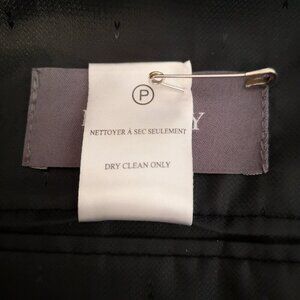 P
NETTOYER À SEC SEULEMENT
DRY CLEAN ONLY